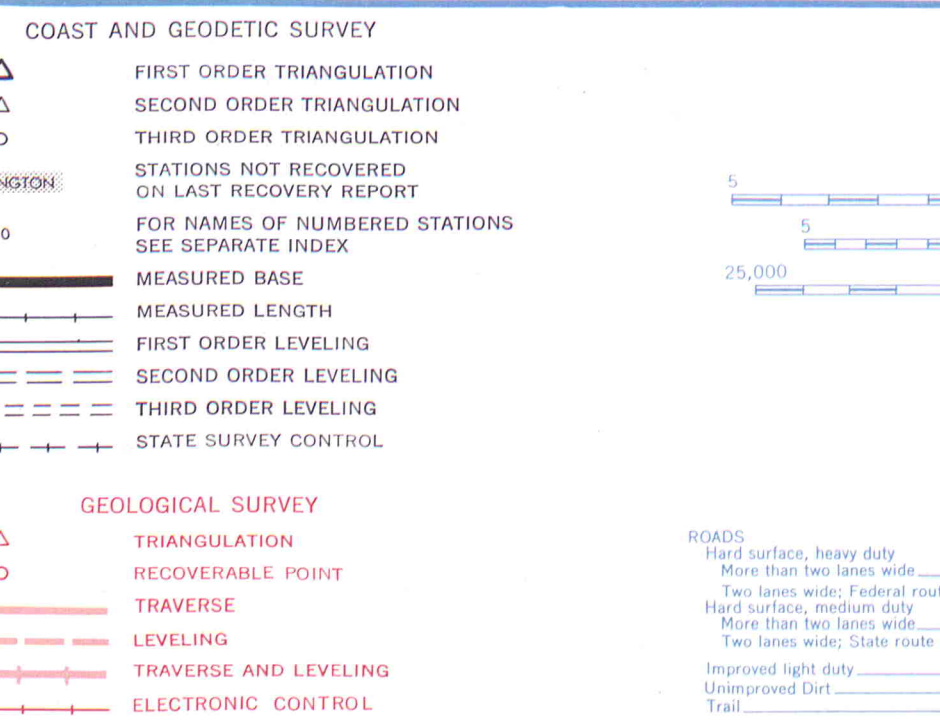 COAST AND GEODETIC SURVEY
FIRST ORDER TRIANGULATION
SECOND ORDER TRIANGULATION
THIRD ORDER TRIANGULATION
NGTON
STATIONS NOT RECOVERED
ON LAST RECOVERY REPORT
0
FOR NAMES OF NUMBERED STATIONS
SEE SEPARATE INDEX
MEASURED BASE
MEASURED LENGTH
FIRST ORDER LEVELING
SECOND ORDER LEVELING
THIRD ORDER LEVELING
STATE SURVEY CONTROL
GEOLOGICAL SURVEY
TRIANGULATION
RECOVERABLE POINT
TRAVERSE
LEVELING
TRAVERSE AND LEVELING
ELECTRONIC CONTROL
5
5
25,000
ROADS
Hard surface, heavy duty
More than two lanes wide
Two lanes wide; Federal rout
Hard surface, medium duty
More than two lanes wide
Two lanes wide; State route
Improved light duty
Unimproved Dirt
Trail